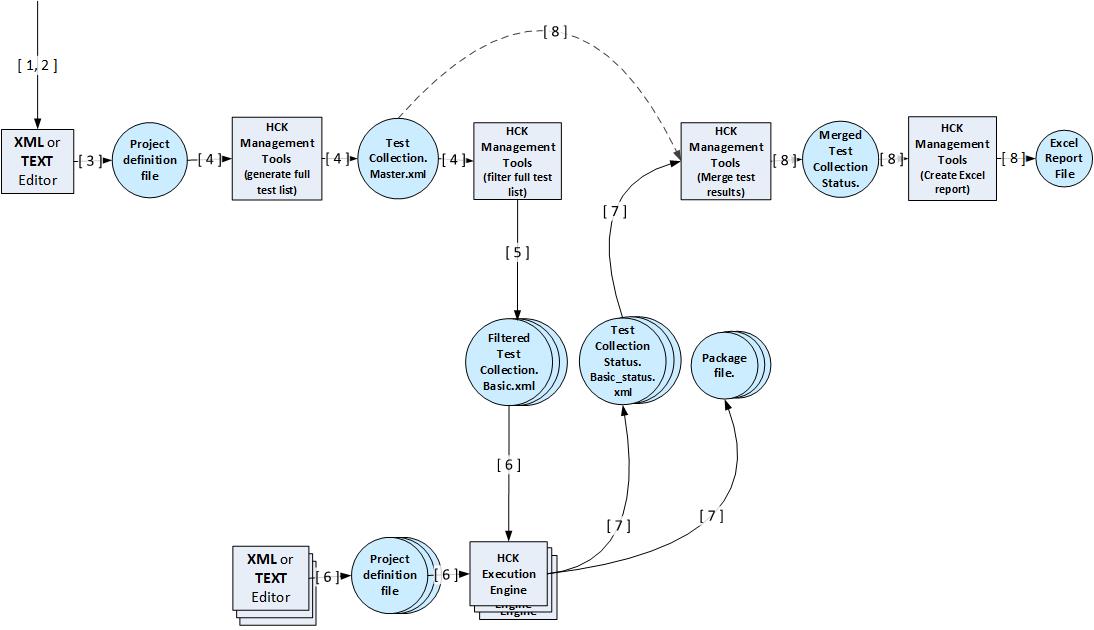 [ 8 ]
[ 1, 2 ]
XML or
TEXT
Editor
[ 3 ]
Project
definition
file
[ 4 ]
HCK
Management
Tools
(generate full
test list)
[ 4 ]
Test
Collection.
Master.xml
[ 4 ]
HCK
Management
Tools
(filter full test
list)
HCK
Management
Tools
(Merge test
results)
[ 8 ]
Merged
Test
Collection
Status.
[ 8 ]
HCK
Management
Tools
(Create Excel
report)
[ 8 ]
Excel
Report
File
[ 7 ]
[ 5 ]
Filtered
Test
Collection.
Basic.xml
Test
Collection
Status.
Basic_status.
xml
Package
file.
[ 6 ]
[ 7 ]
[ 7 ]
XML or
TEXT
Editor
[ 6 ]
Project
definition
file
[ 6 ]
HCK
Execution
Engine
Engine
Engine